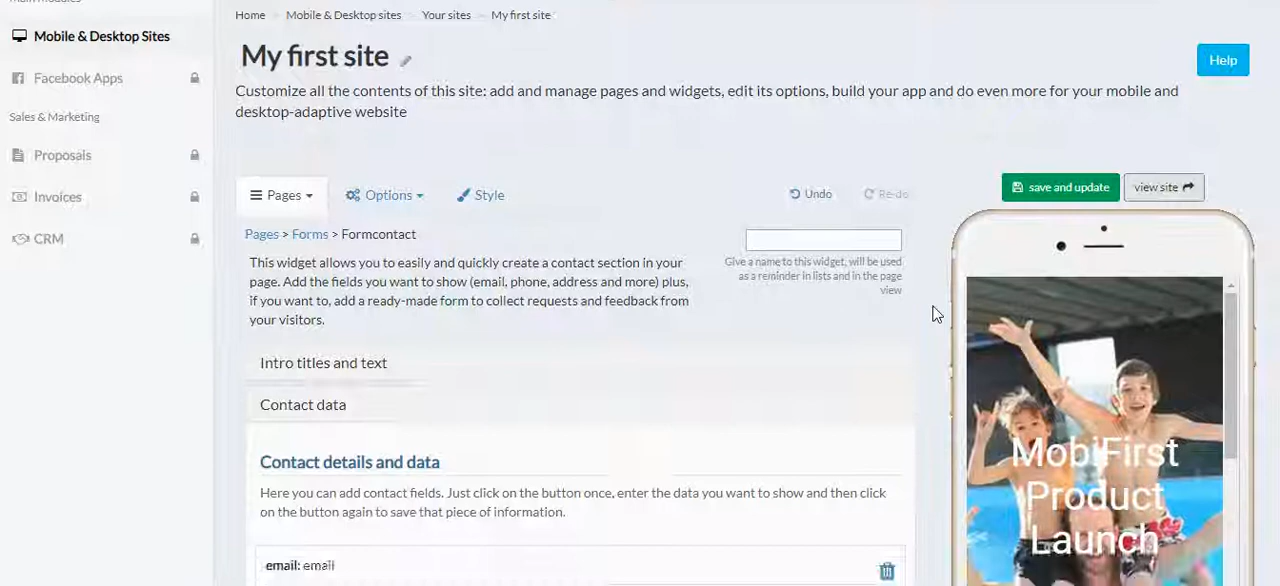 Main modules
Mobile & Desktop Sites
Facebook Apps
Sales & Marketing
Proposals
Invoices
CRM
Home Mobile & Desktop sites Your sites My first site
My first site
Help
Customize all the contents of this site: add and manage pages and widgets, edit its options, build your app and do even more for your mobile and
desktop-adaptive website
Pages Options Style Undo Re-do
save and update view site
Pages > Forms > Formcontact
This widget allows you to easily and quickly create a contact section in your
page. Add the fields you want to show (email, phone, address and more) plus,
if you want to, add a ready-made form to collect requests and feedback from
your visitors.
Give a name to this widget, will be used
as a reminder in lists and in the page
view
Intro titles and text
Contact data
Contact details and data
Here you can add contact fields. Just click on the button once, enter the data you want to show and then click
on the button again to save that piece of information.
email: email
MobiFirst
Product
Launch